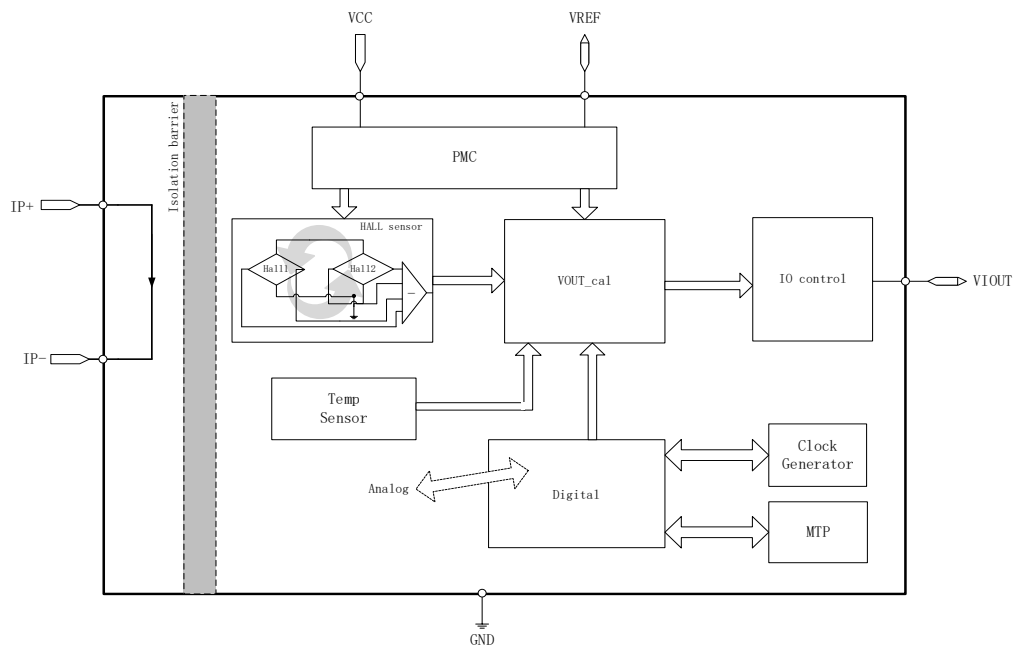 VCC
VREF
Isolation barrier
PMC
IP+
HALL sensor
Hall1
Hall2
−
VOUT_cal
IO control
VIOUT
IP−
Temp
Sensor
Clock
Generator
Analog
Digital
MTP
GND